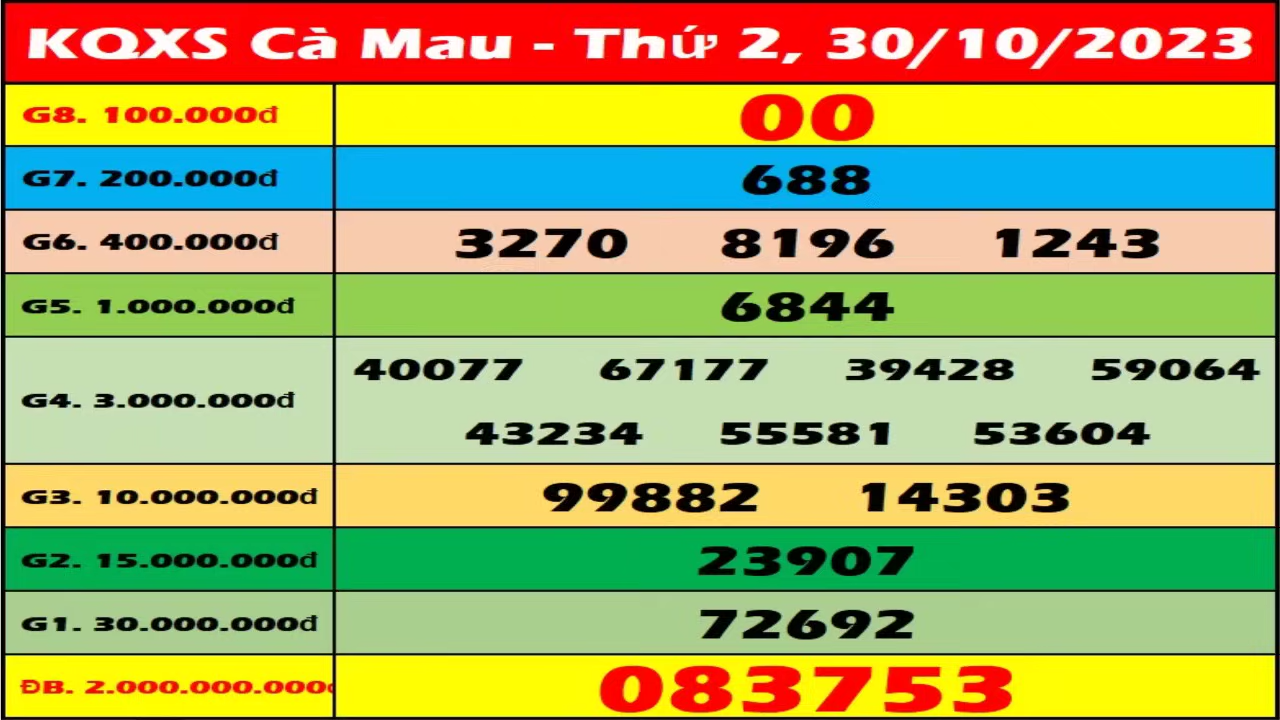 KQXS Cà Mau - Thứ 2, 30/10/2023
G8. 100.000đ 00
G7. 200.000đ 688
G6. 400.000đ 3270 8196 1243
G5. 1.000.000đ 6844
G4. 3.000.000đ 40077 67177 39428 59064
43234 55581 53604
G3. 10.000.000đ 99882 14303
G2. 15.000.000đ 23907
G1. 30.000.000đ 72692
ĐB. 2.000.000.000đ 083753